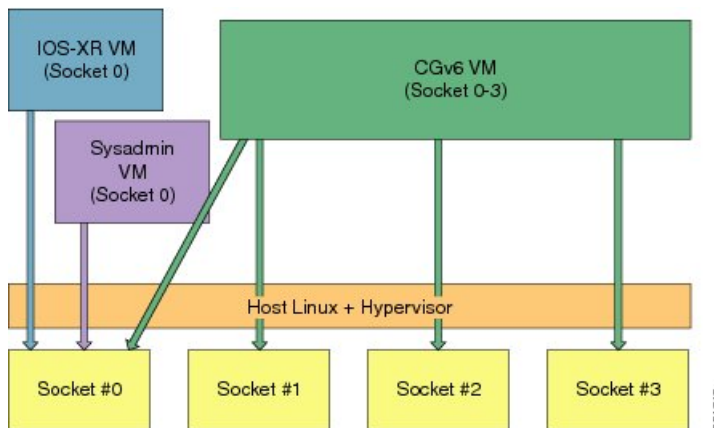 IOS-XR VM
(Socket 0)
CGv6 VM
(Socket 0-3)
Sysadmin
VM
(Socket 0)
Host Linux + Hypervisor
Socket #0
Socket #1
Socket #2
Socket #3